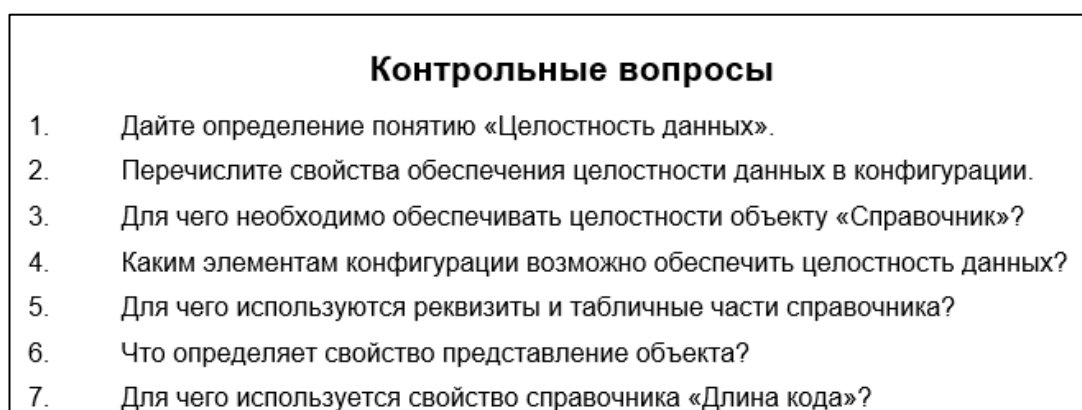 Контрольные вопросы
1. Дайте определение понятию «Целостность данных».
2. Перечислите свойства обеспечения целостности данных в конфигурации.
3. Для чего необходимо обеспечивать целостности объекту «Справочник»?
4. Каким элементам конфигурации возможно обеспечить целостность данных?
5. Для чего используются реквизиты и табличные части справочника?
6. Что определяет свойство представление объекта?
7. Для чего используется свойство справочника «Длина кода»?